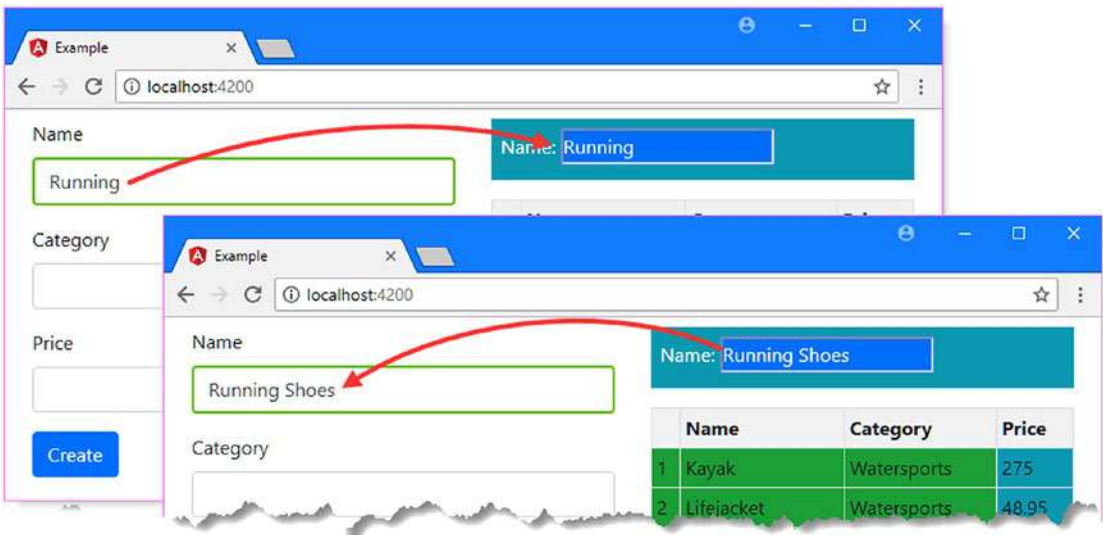 Example
localhost:4200
Name
Running
Name: Running
Category
Price
Create
Example
localhost:4200
Name
Running Shoes
Category
Name: Running Shoes
Name Category Price
1 Kayak Watersports 275
2 Lifejacket Watersports 48.95